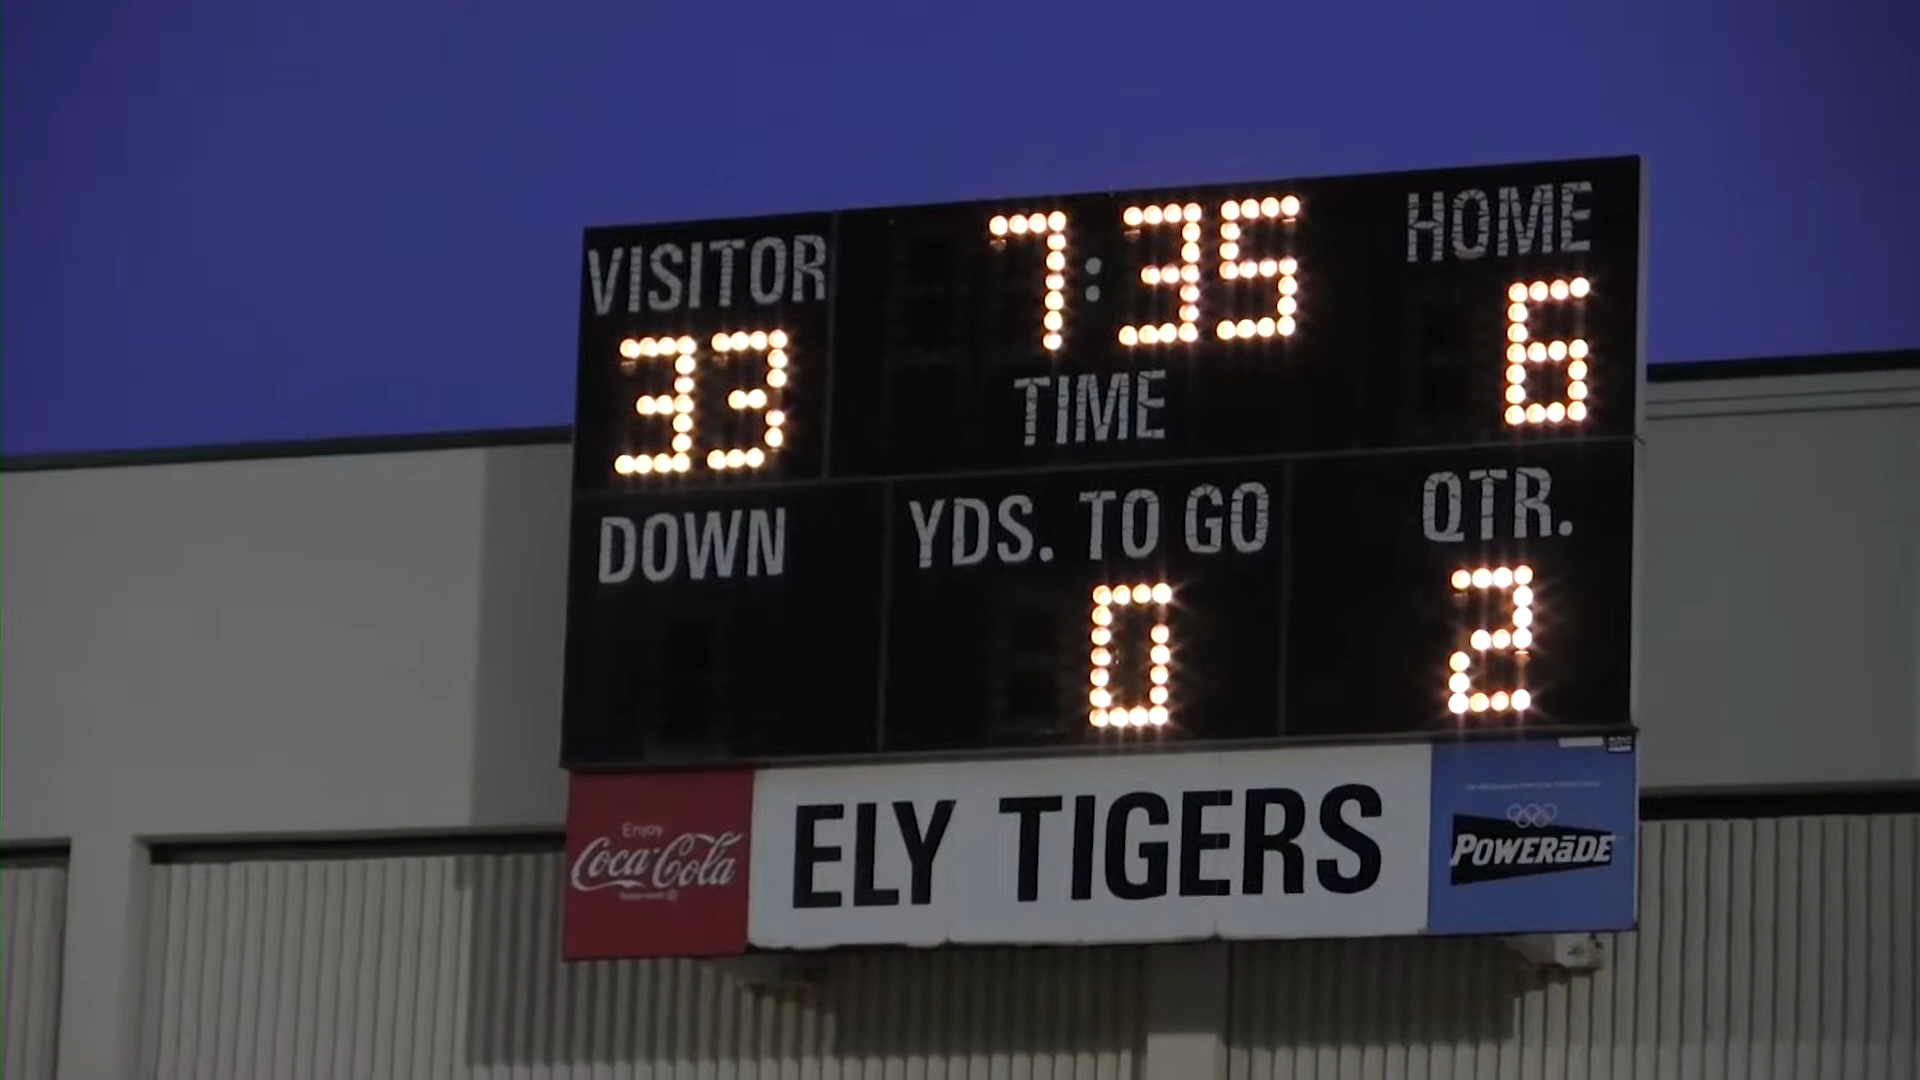 VISITOR 7:35 HOME
33 6
TIME
DOWN YDS. TO GO QTR.
0 2
Enjoy
Coca-Cola
ELY TIGERS
POWERāDE